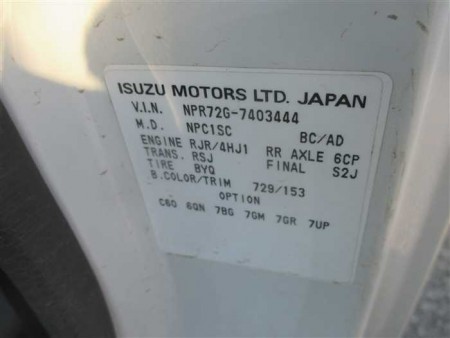 ISUZU MOTORS LTD. JAPAN
V.I.N. NPR72G-7403444
M.D. NPC1SC BC/AD
ENGINE RJR/4HJ1 RR AXLE 6CP
TRANS. RSJ FINAL S2J
TIRE BYQ
B.COLOR/TRIM 729/153
OPTION
C60 6QN 7BG 7GM 7GR 7UP